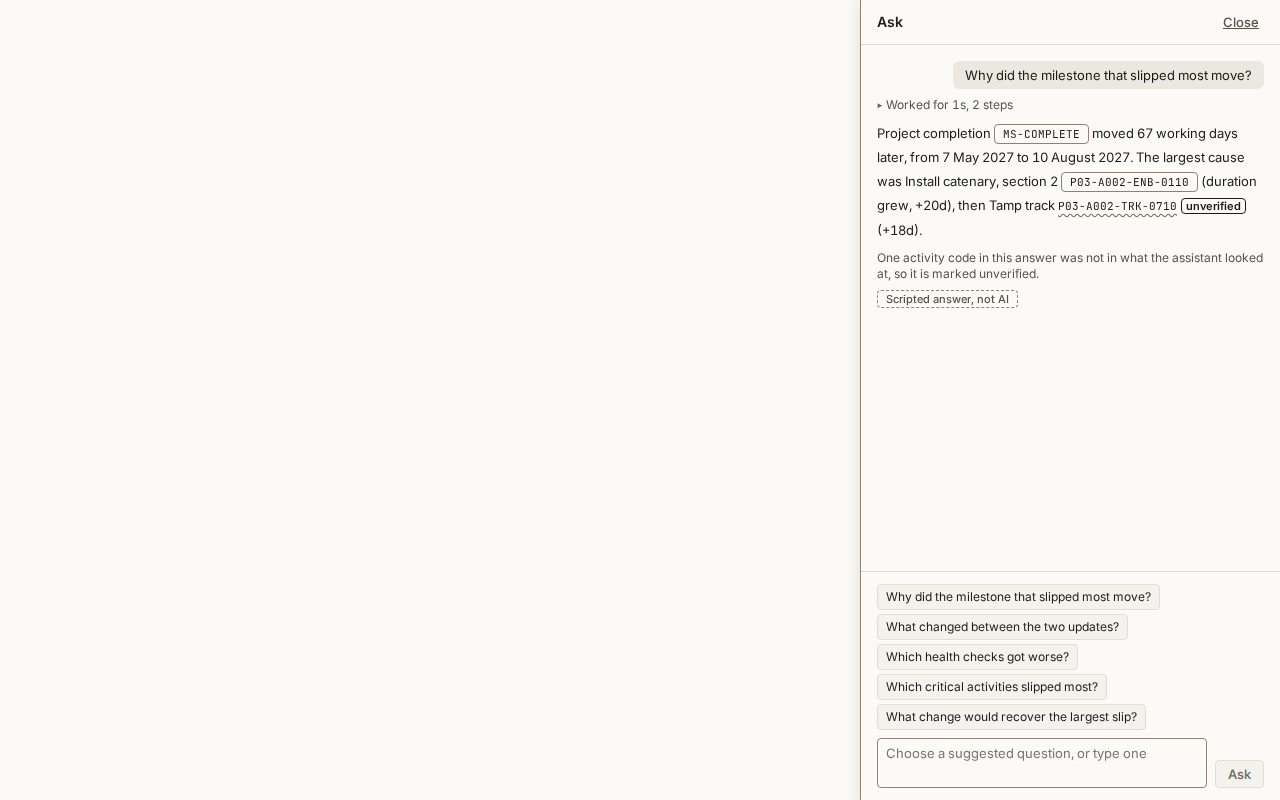 Ask
Close
Why did the milestone that slipped most move?
▸ Worked for 1s, 2 steps
Project completion MS-COMPLETE moved 67 working days
later, from 7 May 2027 to 10 August 2027. The largest cause
was Install catenary, section 2 P03-A002-ENB-0110 (duration
grew, +20d), then Tamp track P03-A002-TRK-0710 unverified
(+18d).
One activity code in this answer was not in what the assistant looked
at, so it is marked unverified.
Scripted answer, not AI
Why did the milestone that slipped most move?
What changed between the two updates?
Which health checks got worse?
Which critical activities slipped most?
What change would recover the largest slip?
Choose a suggested question, or type one
Ask